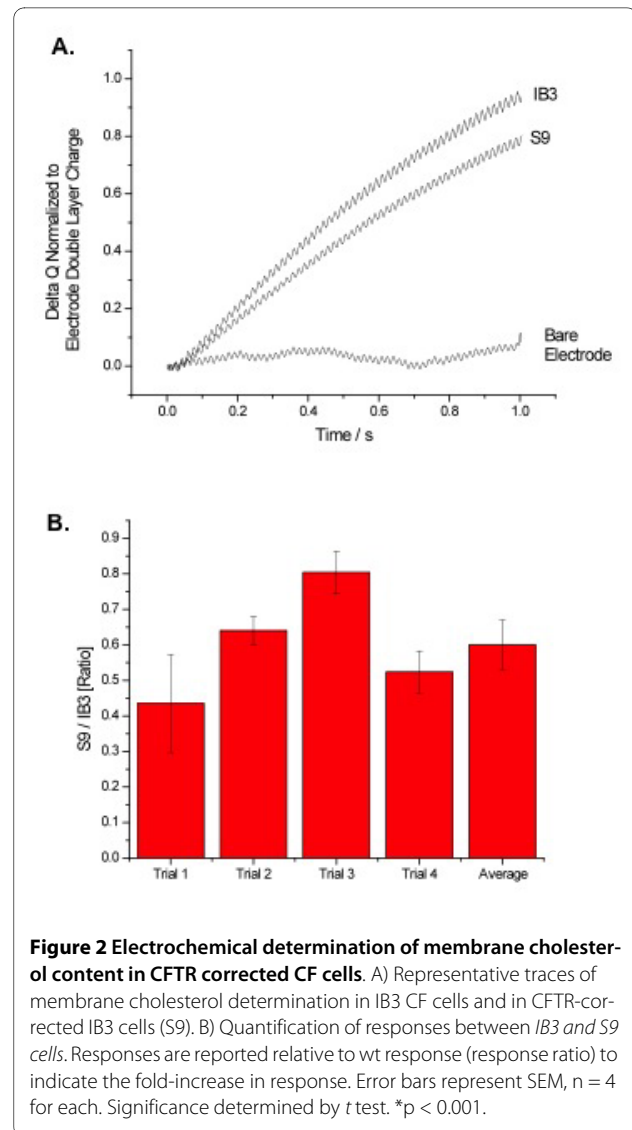 A.
1.0
0.8
0.6
0.4
0.2
0.0
Delta Q Normalized to
Electrode Double Layer Charge
IB3
S9
Bare
Electrode
0.0 0.2 0.4 0.6 0.8 1.0
Time / s
B.
0.9
0.8
0.7
0.6
0.5
0.4
0.3
0.2
0.1
0.0
S9 / IB3 [Ratio]
Trial 1 Trial 2 Trial 3 Trial 4 Average
Figure 2 Electrochemical determination of membrane cholester-
ol content in CFTR corrected CF cells. A) Representative traces of
membrane cholesterol determination in IB3 CF cells and in CFTR-cor-
rected IB3 cells (S9). B) Quantification of responses between IB3 and S9
cells. Responses are reported relative to wt response (response ratio) to
indicate the fold-increase in response. Error bars represent SEM, n = 4
for each. Significance determined by t test. *p < 0.001.